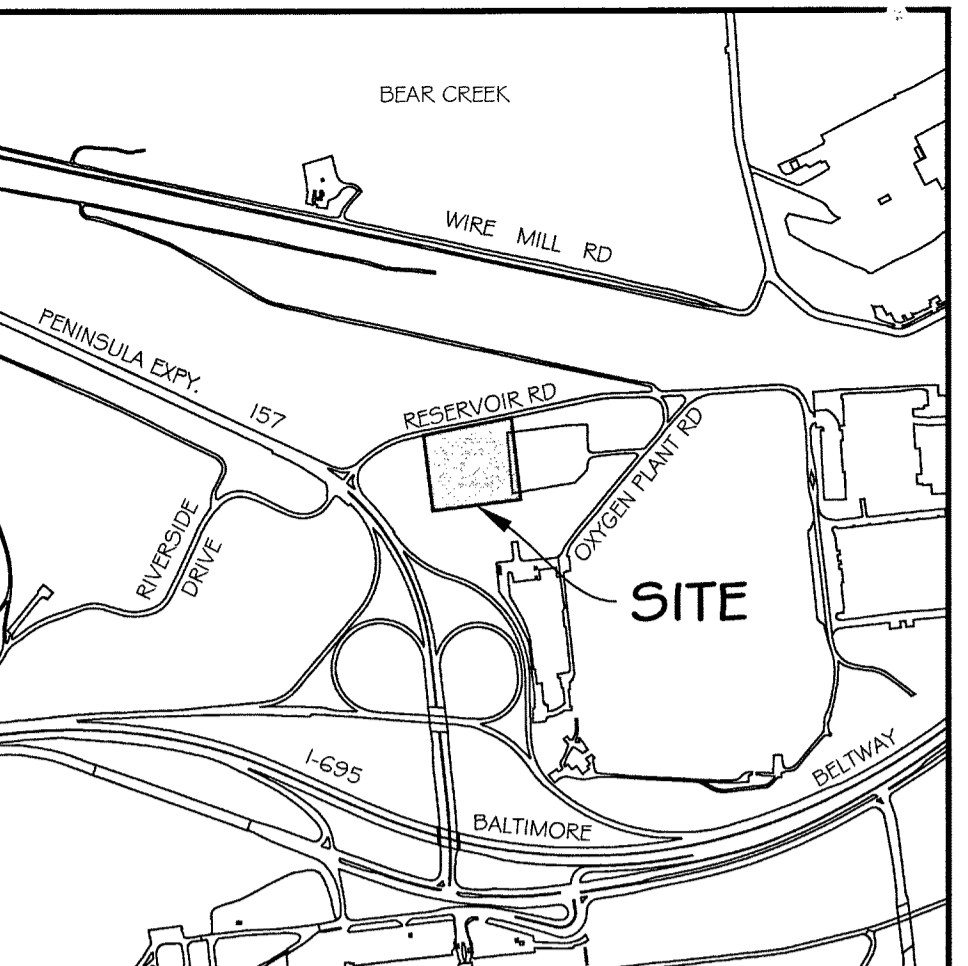 BEAR CREEK
WIRE MILL RD
PENINSULA EXPY.
157
RESERVOIR RD
OXYGEN PLANT RD
RIVERSIDE
DRIVE
SITE
I-695
BELTWAY
BALTIMORE